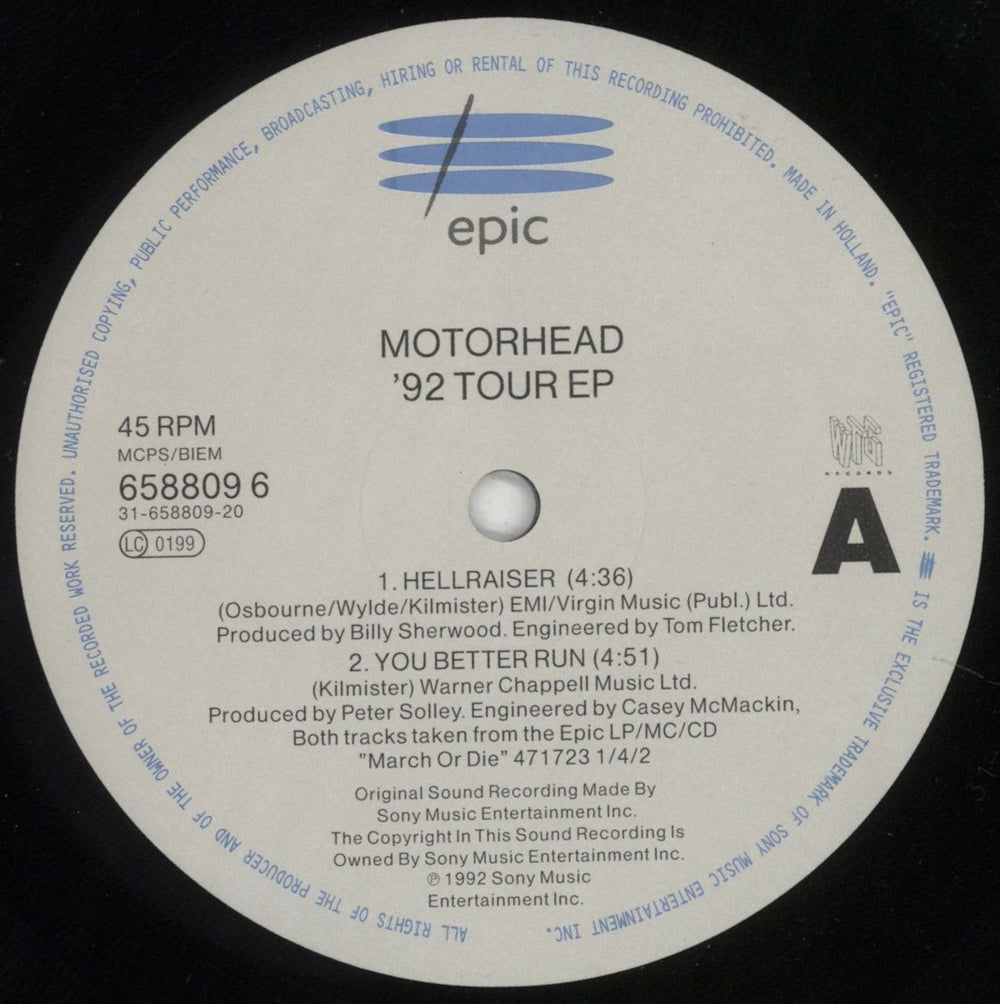 ALL RIGHTS OF THE PRODUCER AND OF THE OWNER OF THE RECORDED WORK RESERVED. UNAUTHORISED COPYING, PUBLIC PERFORMANCE, BROADCASTING, HIRING OR RENTAL OF THIS RECORDING PROHIBITED. MADE IN HOLLAND. "EPIC" REGISTERED TRADEMARK. IS THE EXCLUSIVE TRADEMARK OF SONY MUSIC ENTERTAINMENT INC.
epic
MOTORHEAD
’92 TOUR EP
45 RPM
MCPS/BIEM
658809 6
31-658809-20
LC 0199
WTG
RECORDS
A
1. HELLRAISER (4:36)
(Osbourne/Wylde/Kilmister) EMI/Virgin Music (Publ.) Ltd.
Produced by Billy Sherwood. Engineered by Tom Fletcher.
2. YOU BETTER RUN (4:51)
(Kilmister) Warner Chappell Music Ltd.
Produced by Peter Solley. Engineered by Casey McMackin,
Both tracks taken from the Epic LP/MC/CD
"March Or Die" 471723 1/4/2
Original Sound Recording Made By
Sony Music Entertainment Inc.
The Copyright In This Sound Recording Is
Owned By Sony Music Entertainment Inc.
℗ 1992 Sony Music
Entertainment Inc.